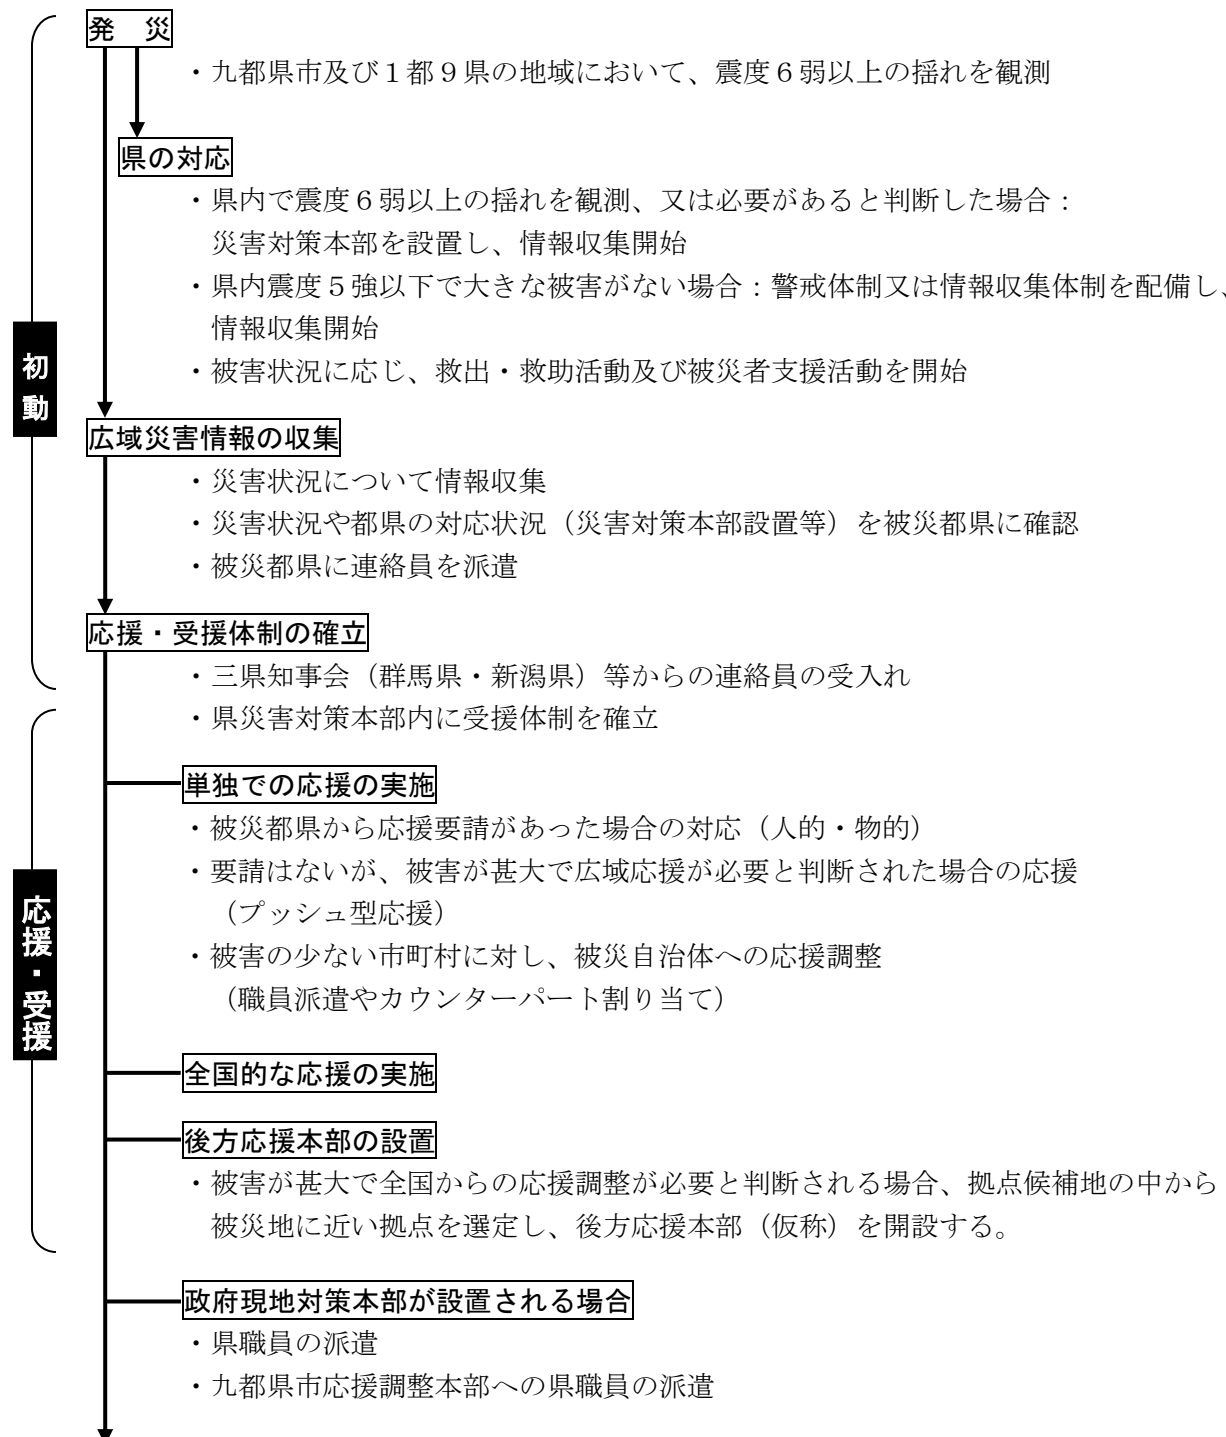 発　災
・九都県市及び１都９県の地域において、震度６弱以上の揺れを観測
県の対応
・県内で震度６弱以上の揺れを観測、又は必要があると判断した場合：
災害対策本部を設置し、情報収集開始
・県内震度５強以下で大きな被害がない場合：警戒体制又は情報収集体制を配備し、
情報収集開始
・被害状況に応じ、救出・救助活動及び被災者支援活動を開始
初動
広域災害情報の収集
・災害状況について情報収集
・災害状況や都県の対応状況（災害対策本部設置等）を被災都県に確認
・被災都県に連絡員を派遣
応援・受援体制の確立
・三県知事会（群馬県・新潟県）等からの連絡員の受入れ
・県災害対策本部内に受援体制を確立
単独での応援の実施
・被災都県から応援要請があった場合の対応（人的・物的）
・要請はないが、被害が甚大で広域応援が必要と判断された場合の応援
（プッシュ型応援）
・被害の少ない市町村に対し、被災自治体への応援調整
（職員派遣やカウンターパート割り当て）
応援・受援
全国的な応援の実施
後方応援本部の設置
・被害が甚大で全国からの応援調整が必要と判断される場合、拠点候補地の中から
被災地に近い拠点を選定し、後方応援本部（仮称）を開設する。
政府現地対策本部が設置される場合
・県職員の派遣
・九都県市応援調整本部への県職員の派遣